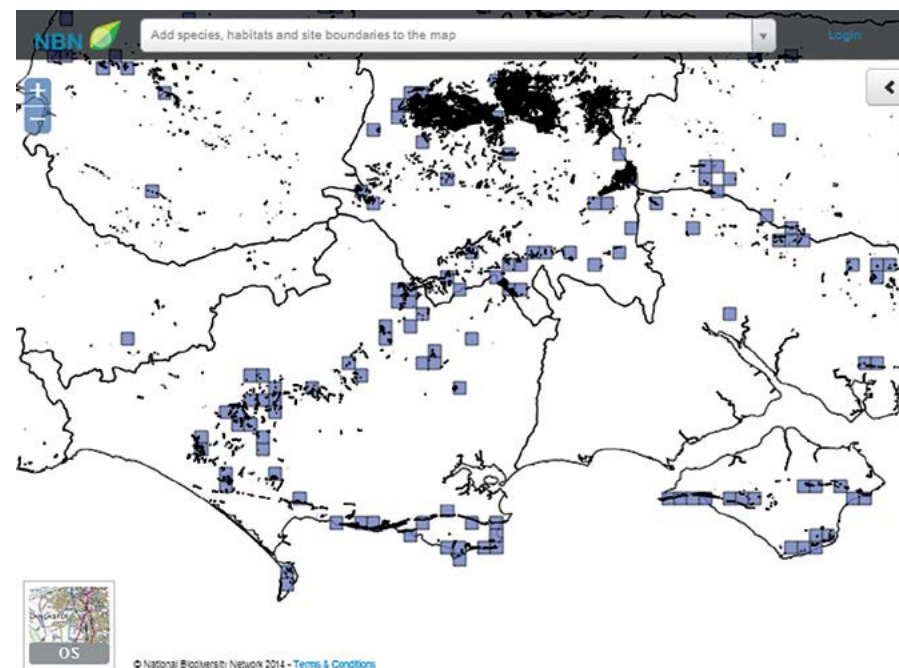 NBN
Add species, habitats and site boundaries to the map
Login
OS
© National Biodiversity Network 2014 - Terms & Conditions